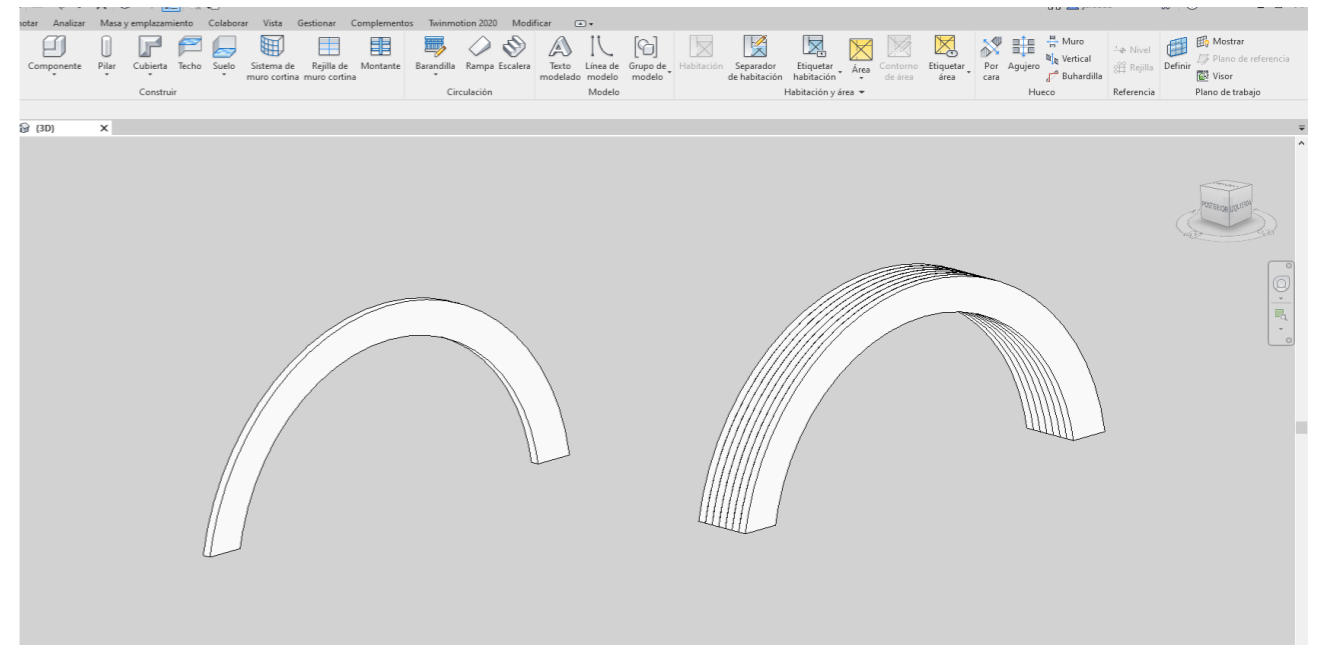 Analizar Masa y emplazamiento Colaborar Vista Gestionar Complementos Twinmotion 2020 Modificar
Componente Pilar Cubierta Techo Suelo Sistema de muro cortina Rejilla de muro cortina Montante
Construir
Barandilla Rampa Escalera
Circulación
Texto modelado Línea de modelo Grupo de modelo
Modelo
Habitación Separador de habitación Etiquetar habitación Área Contorno de área Etiquetar área
Habitación y área
Por cara Agujero Muro Vertical Buhardilla
Hueco
Nivel Rejilla
Referencia
Definir Mostrar Plano de referencia Visor
Plano de trabajo
{3D}
POSTERIOR IZQUIERDA